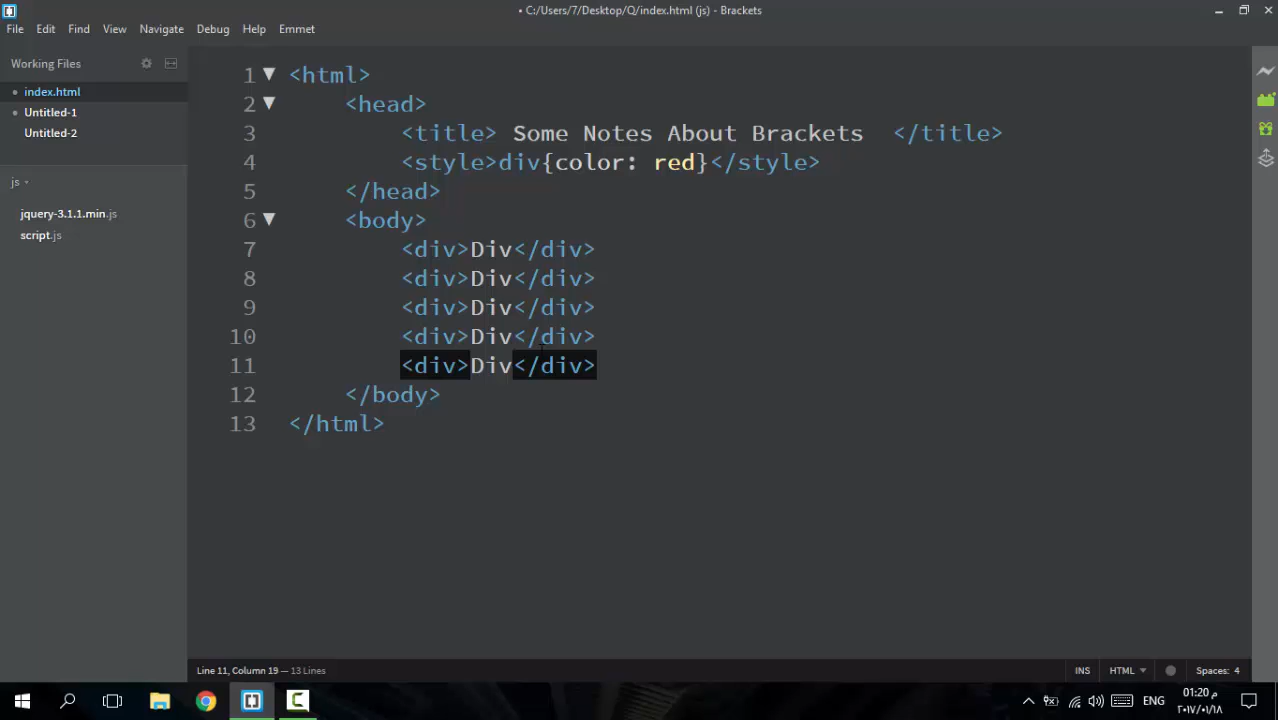 • C:/Users/7/Desktop/Q/index.html (js) - Brackets
File Edit View Navigate Debug Help Emmet
Working Files
index.html
Untitled-1
Untitled-2
js
jquery-3.1.1.min.js
script.js
1 <html>
2 <head>
3 <title> Some Notes About Brackets </title>
4 <style>div{color: red}</style>
5 </head>
6 <body>
7 <div>Div</div>
8 <div>Div</div>
9 <div>Div</div>
10 <div>Div</div>
11 <div>Div</div>
12 </body>
13 </html>
Line 11, Column 19 — 13 Lines
INS HTML Spaces: 4
ENG
01:20 م
٢٠١٧/٠١/١٨